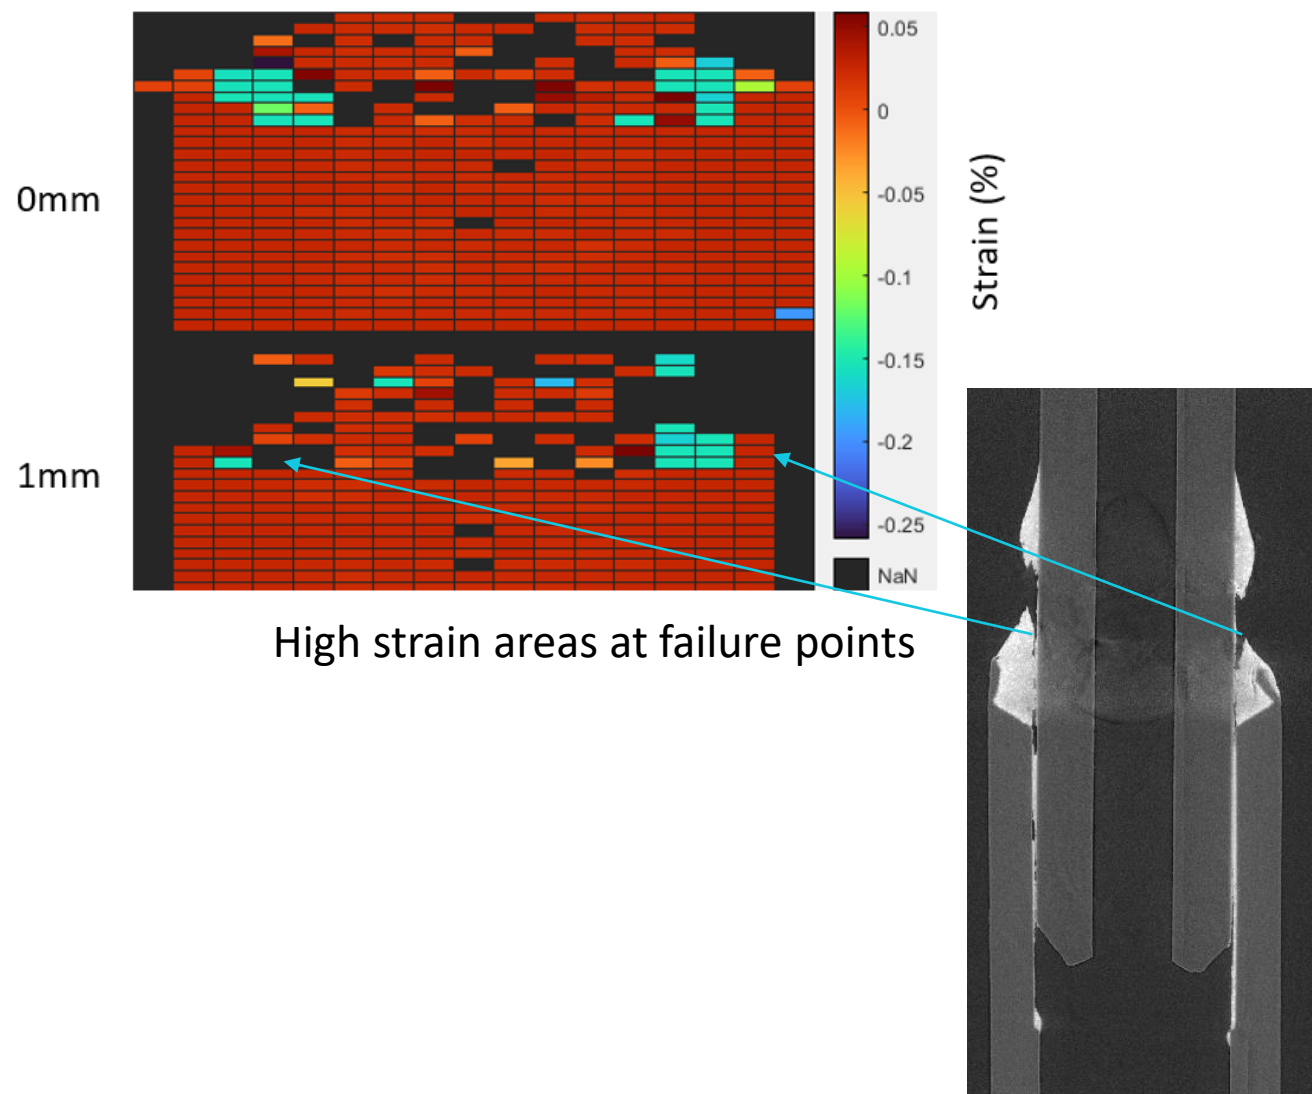 0mm
1mm
0.05
0
-0.05
-0.1
-0.15
-0.2
-0.25
NaN
Strain (%)
High strain areas at failure points